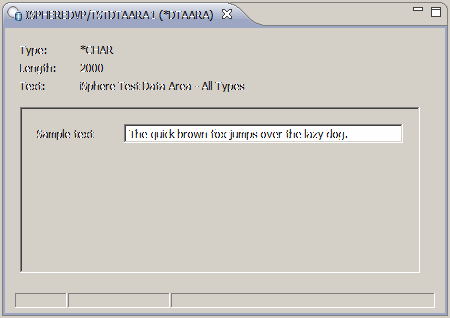 ISPHEREDVP/TSTDTAARA1 (*DTAARA)
Type: *CHAR
Length: 2000
Text: iSphere Test Data Area - All Types
Sample text: The quick brown fox jumps over the lazy dog.